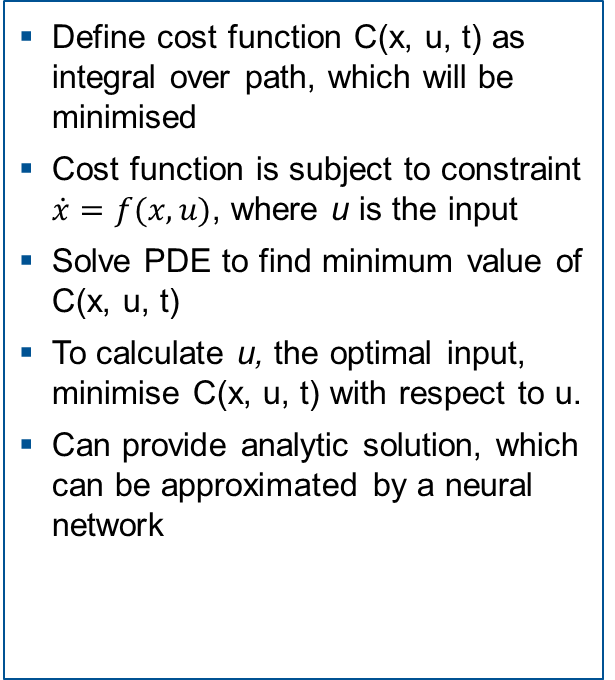 ▪ Define cost function C(x, u, t) as
integral over path, which will be
minimised
▪ Cost function is subject to constraint
ẋ = f(x, u), where u is the input
▪ Solve PDE to find minimum value of
C(x, u, t)
▪ To calculate u, the optimal input,
minimise C(x, u, t) with respect to u.
▪ Can provide analytic solution, which
can be approximated by a neural
network